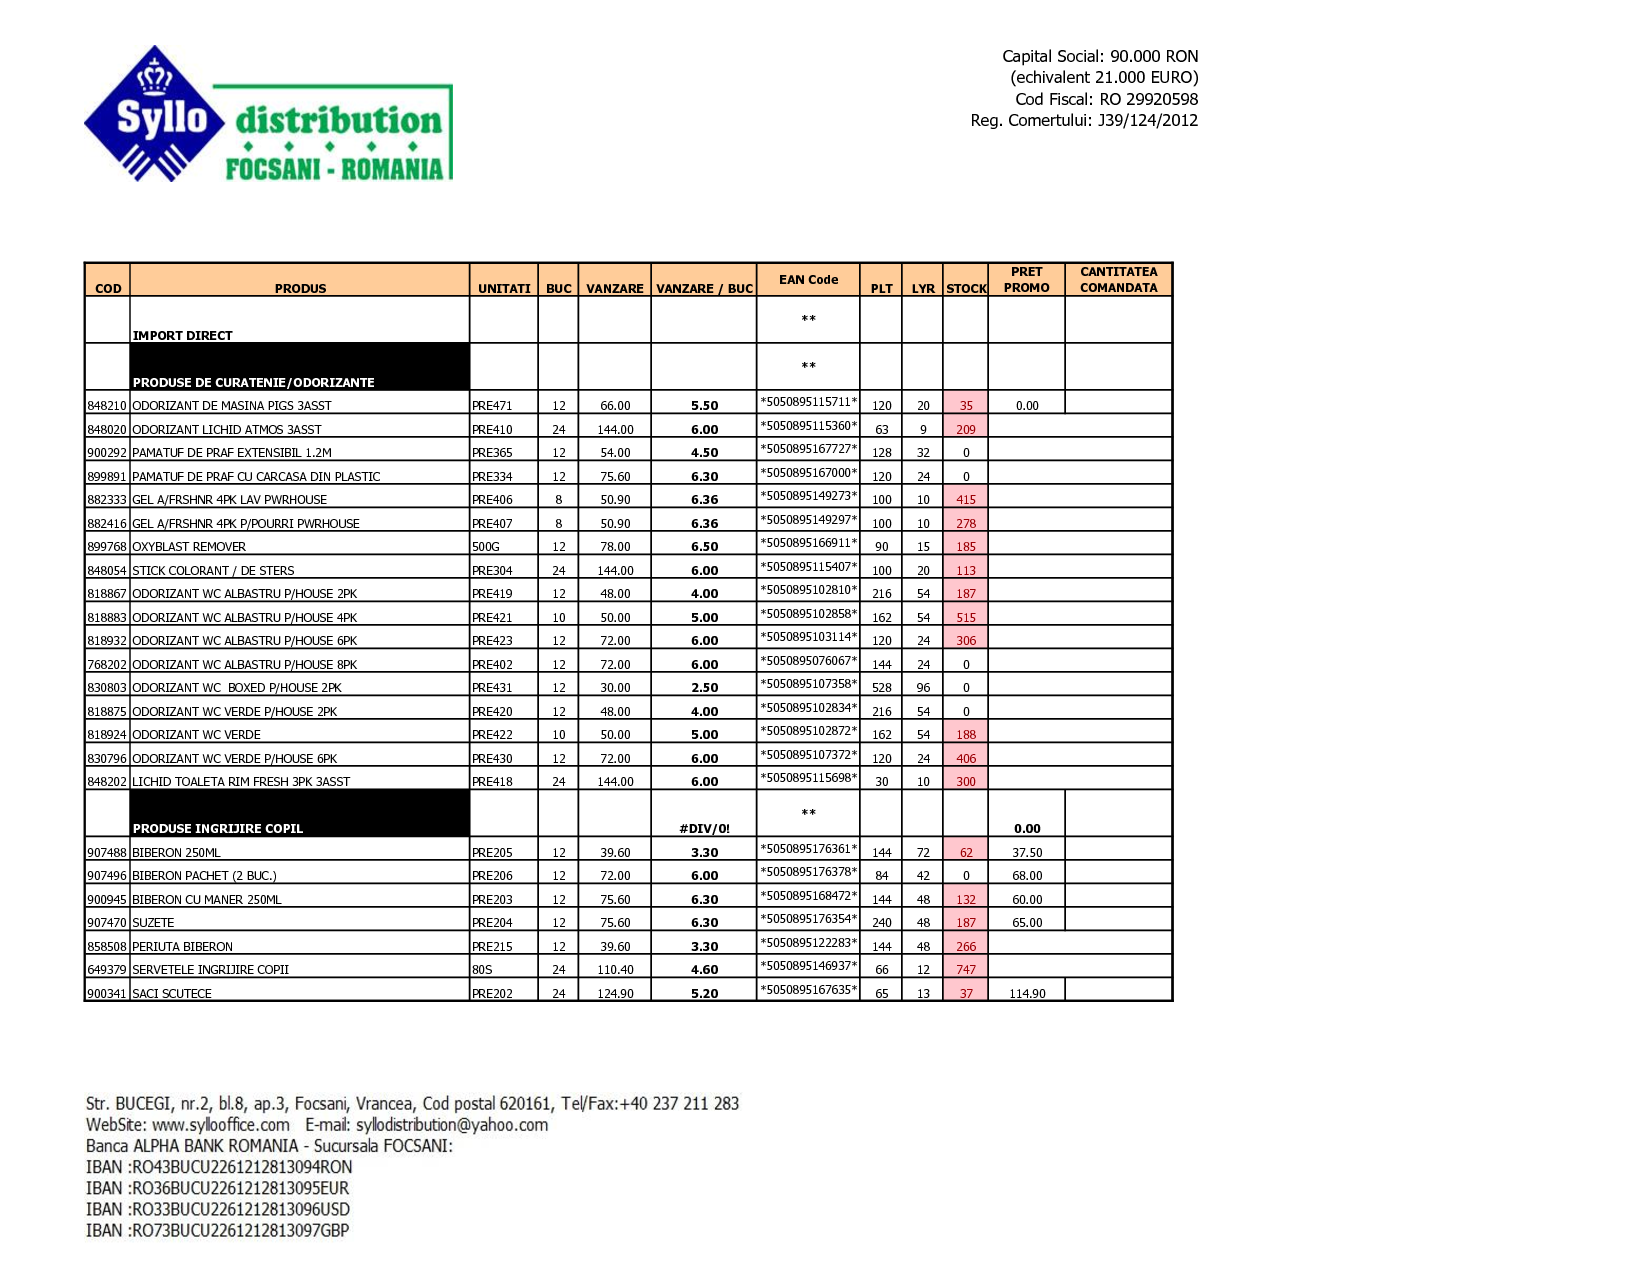 Syllo
distribution
FOCSANI - ROMANIA
Capital Social: 90.000 RON
(echivalent 21.000 EURO)
Cod Fiscal: RO 29920598
Reg. Comertului: J39/124/2012
COD PRODUS UNITATI BUC VANZARE VANZARE / BUC EAN Code PLT LYR STOCK PRET PROMO CANTITATEA COMANDATA
IMPORT DIRECT **
PRODUSE DE CURATENIE/ODORIZANTE **
848210 ODORIZANT DE MASINA PIGS 3ASST PRE471 12 66.00 5.50 *5050895115711* 120 20 35 0.00
848020 ODORIZANT LICHID ATMOS 3ASST PRE410 24 144.00 6.00 *5050895115360* 63 9 209
900292 PAMATUF DE PRAF EXTENSIBIL 1.2M PRE365 12 54.00 4.50 *5050895167727* 128 32 0
899891 PAMATUF DE PRAF CU CARCASA DIN PLASTIC PRE334 12 75.60 6.30 *5050895167000* 120 24 0
882333 GEL A/FRSHNR 4PK LAV PWRHOUSE PRE406 8 50.90 6.36 *5050895149273* 100 10 415
882416 GEL A/FRSHNR 4PK P/POURRI PWRHOUSE PRE407 8 50.90 6.36 *5050895149297* 100 10 278
899768 OXYBLAST REMOVER 500G 12 78.00 6.50 *5050895166911* 90 15 185
848054 STICK COLORANT / DE STERS PRE304 24 144.00 6.00 *5050895115407* 100 20 113
818867 ODORIZANT WC ALBASTRU P/HOUSE 2PK PRE419 12 48.00 4.00 *5050895102810* 216 54 187
818883 ODORIZANT WC ALBASTRU P/HOUSE 4PK PRE421 10 50.00 5.00 *5050895102858* 162 54 515
818932 ODORIZANT WC ALBASTRU P/HOUSE 6PK PRE423 12 72.00 6.00 *5050895103114* 120 24 306
768202 ODORIZANT WC ALBASTRU P/HOUSE 8PK PRE402 12 72.00 6.00 *5050895076067* 144 24 0
830803 ODORIZANT WC BOXED P/HOUSE 2PK PRE431 12 30.00 2.50 *5050895107358* 528 96 0
818875 ODORIZANT WC VERDE P/HOUSE 2PK PRE420 12 48.00 4.00 *5050895102834* 216 54 0
818924 ODORIZANT WC VERDE PRE422 10 50.00 5.00 *5050895102872* 162 54 188
830796 ODORIZANT WC VERDE P/HOUSE 6PK PRE430 12 72.00 6.00 *5050895107372* 120 24 406
848202 LICHID TOALETA RIM FRESH 3PK 3ASST PRE418 24 144.00 6.00 *5050895115698* 30 10 300
PRODUSE INGRIJIRE COPIL #DIV/0! ** 0.00
907488 BIBERON 250ML PRE205 12 39.60 3.30 *5050895176361* 144 72 62 37.50
907496 BIBERON PACHET (2 BUC.) PRE206 12 72.00 6.00 *5050895176378* 84 42 0 68.00
900945 BIBERON CU MANER 250ML PRE203 12 75.60 6.30 *5050895168472* 144 48 132 60.00
907470 SUZETE PRE204 12 75.60 6.30 *5050895176354* 240 48 187 65.00
858508 PERIUTA BIBERON PRE215 12 39.60 3.30 *5050895122283* 144 48 266
649379 SERVETELE INGRIJIRE COPII 80S 24 110.40 4.60 *5050895146937* 66 12 747
900341 SACI SCUTECE PRE202 24 124.90 5.20 *5050895167635* 65 13 37 114.90
Str. BUCEGI, nr.2, bl.8, ap.3, Focsani, Vrancea, Cod postal 620161, Tel/Fax:+40 237 211 283
WebSite: www.syllooffice.com E-mail: syllodistribution@yahoo.com
Banca ALPHA BANK ROMANIA - Sucursala FOCSANI:
IBAN :RO43BUCU2261212813094RON
IBAN :RO36BUCU2261212813095EUR
IBAN :RO33BUCU2261212813096USD
IBAN :RO73BUCU2261212813097GBP